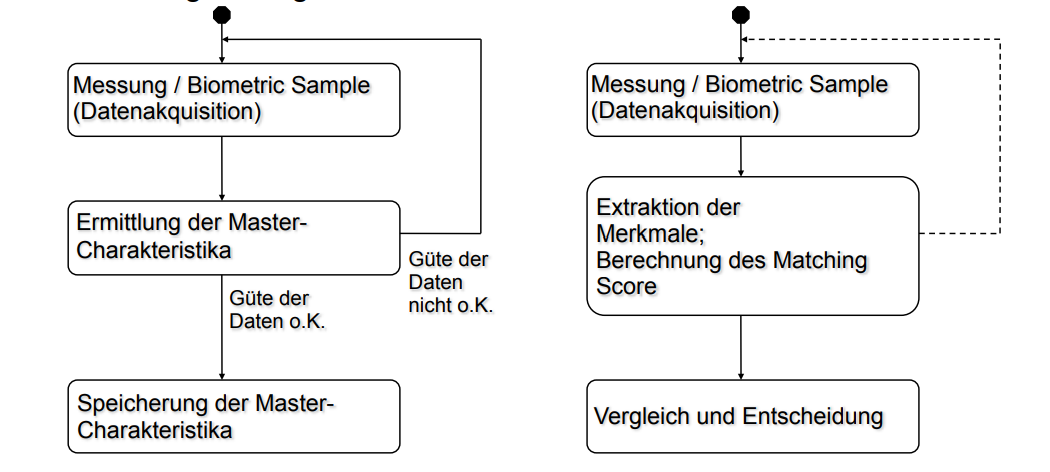 Messung / Biometric Sample
(Datenakquisition)
Ermittlung der Master-
Charakteristika
Güte der
Daten
nicht o.K.
Güte der
Daten o.K.
Speicherung der Master-
Charakteristika
Messung / Biometric Sample
(Datenakquisition)
Extraktion der
Merkmale;
Berechnung des Matching
Score
Vergleich und Entscheidung